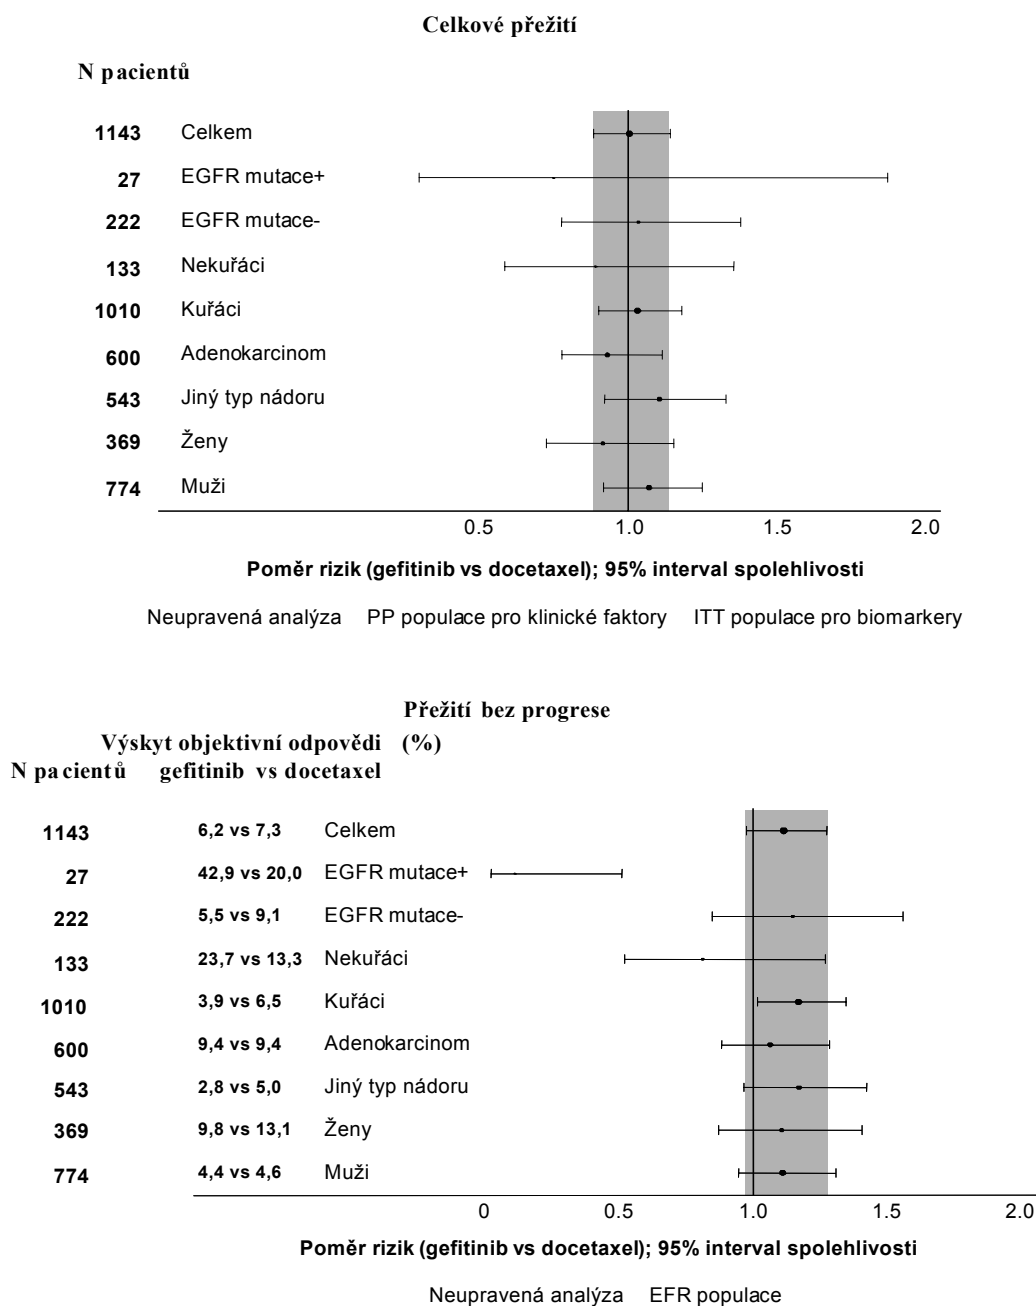 Celkové přežití
N pacientů
1143 Celkem
27 EGFR mutace+
222 EGFR mutace-
133 Nekuřáci
1010 Kuřáci
600 Adenokarcinom
543 Jiný typ nádoru
369 Ženy
774 Muži
0.5 1.0 1.5 2.0
Poměr rizik (gefitinib vs docetaxel); 95% interval spolehlivosti
Neupravená analýza PP populace pro klinické faktory ITT populace pro biomarkery
Přežití bez progrese
Výskyt objektivní odpovědi (%)
N pacientů gefitinib vs docetaxel
1143 6,2 vs 7,3 Celkem
27 42,9 vs 20,0 EGFR mutace+
222 5,5 vs 9,1 EGFR mutace-
133 23,7 vs 13,3 Nekuřáci
1010 3,9 vs 6,5 Kuřáci
600 9,4 vs 9,4 Adenokarcinom
543 2,8 vs 5,0 Jiný typ nádoru
369 9,8 vs 13,1 Ženy
774 4,4 vs 4,6 Muži
0 0.5 1.0 1.5 2.0
Poměr rizik (gefitinib vs docetaxel); 95% interval spolehlivosti
Neupravená analýza EFR populace